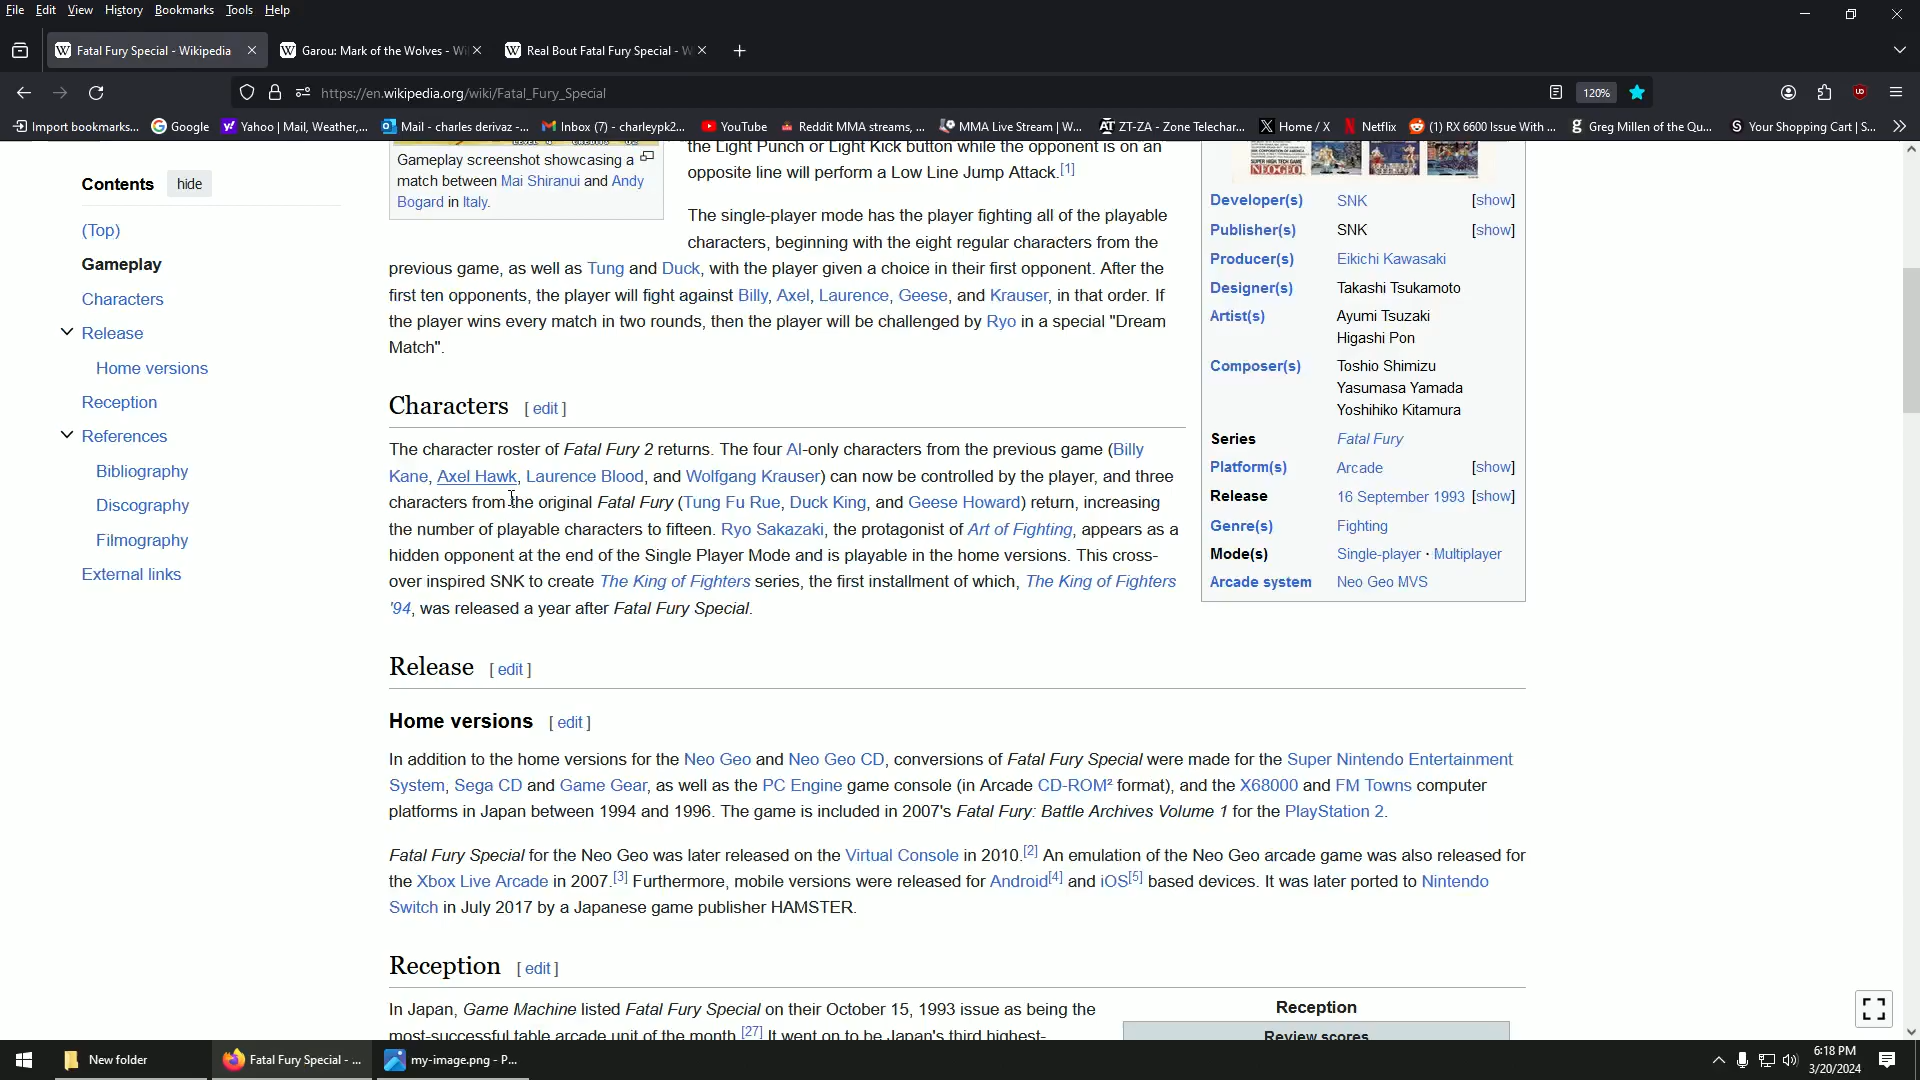 File Edit View History Bookmarks Tools Help
Fatal Fury Special - Wikipedia
Garou: Mark of the Wolves - Wi
Real Bout Fatal Fury Special - W
https://en.wikipedia.org/wiki/Fatal_Fury_Special
120%
Import bookmarks...
Google
Yahoo | Mail, Weather,...
Mail - charles derivaz -...
Inbox (7) - charleypk2...
YouTube
Reddit MMA streams, ...
MMA Live Stream | W...
ZT-ZA - Zone Telechar...
Home / X
Netflix
(1) RX 6600 Issue With ...
Greg Millen of the Qu...
Your Shopping Cart | S...
Contents hide
(Top)
Gameplay
Characters
Release
Home versions
Reception
References
Bibliography
Discography
Filmography
External links
Gameplay screenshot showcasing a
match between Mai Shiranui and Andy
Bogard in Italy.
the Light Punch or Light Kick button while the opponent is on an
opposite line will perform a Low Line Jump Attack.[1]
The single-player mode has the player fighting all of the playable
characters, beginning with the eight regular characters from the
previous game, as well as Tung and Duck, with the player given a choice in their first opponent. After the
first ten opponents, the player will fight against Billy, Axel, Laurence, Geese, and Krauser, in that order. If
the player wins every match in two rounds, then the player will be challenged by Ryo in a special "Dream
Match".
Characters [ edit ]
The character roster of Fatal Fury 2 returns. The four AI-only characters from the previous game (Billy
Kane, Axel Hawk, Laurence Blood, and Wolfgang Krauser) can now be controlled by the player, and three
characters from the original Fatal Fury (Tung Fu Rue, Duck King, and Geese Howard) return, increasing
the number of playable characters to fifteen. Ryo Sakazaki, the protagonist of Art of Fighting, appears as a
hidden opponent at the end of the Single Player Mode and is playable in the home versions. This cross-
over inspired SNK to create The King of Fighters series, the first installment of which, The King of Fighters
'94, was released a year after Fatal Fury Special.
NEO-GEO
Developer(s) SNK [show]
Publisher(s) SNK [show]
Producer(s) Eikichi Kawasaki
Designer(s) Takashi Tsukamoto
Artist(s) Ayumi Tsuzaki
Higashi Pon
Composer(s) Toshio Shimizu
Yasumasa Yamada
Yoshihiko Kitamura
Series Fatal Fury
Platform(s) Arcade [show]
Release 16 September 1993 [show]
Genre(s) Fighting
Mode(s) Single-player · Multiplayer
Arcade system Neo Geo MVS
Release [ edit ]
Home versions [ edit ]
In addition to the home versions for the Neo Geo and Neo Geo CD, conversions of Fatal Fury Special were made for the Super Nintendo Entertainment
System, Sega CD and Game Gear, as well as the PC Engine game console (in Arcade CD-ROM² format), and the X68000 and FM Towns computer
platforms in Japan between 1994 and 1996. The game is included in 2007's Fatal Fury: Battle Archives Volume 1 for the PlayStation 2.
Fatal Fury Special for the Neo Geo was later released on the Virtual Console in 2010.[2] An emulation of the Neo Geo arcade game was also released for
the Xbox Live Arcade in 2007.[3] Furthermore, mobile versions were released for Android[4] and iOS[5] based devices. It was later ported to Nintendo
Switch in July 2017 by a Japanese game publisher HAMSTER.
Reception [ edit ]
In Japan, Game Machine listed Fatal Fury Special on their October 15, 1993 issue as being the
most-successful table arcade unit of the month.[27] It went on to be Japan's third highest-
Reception
Review scores
New folder
Fatal Fury Special - ...
my-image.png - P...
6:18 PM
3/20/2024